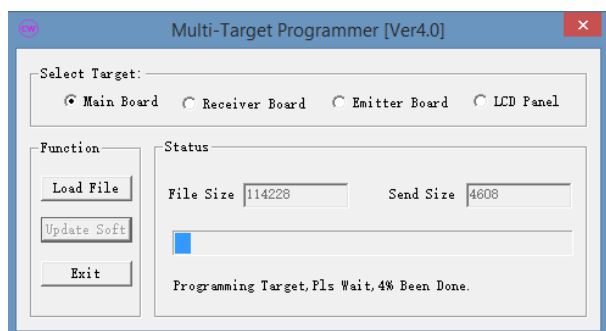 CW
Multi-Target Programmer [Ver4.0]
Select Target:
Main Board
Receiver Board
Emitter Board
LCD Panel
Function
Load File
Update Soft
Exit
Status
File Size 114228
Send Size 4608
Programming Target,Pls Wait,4% Been Done.